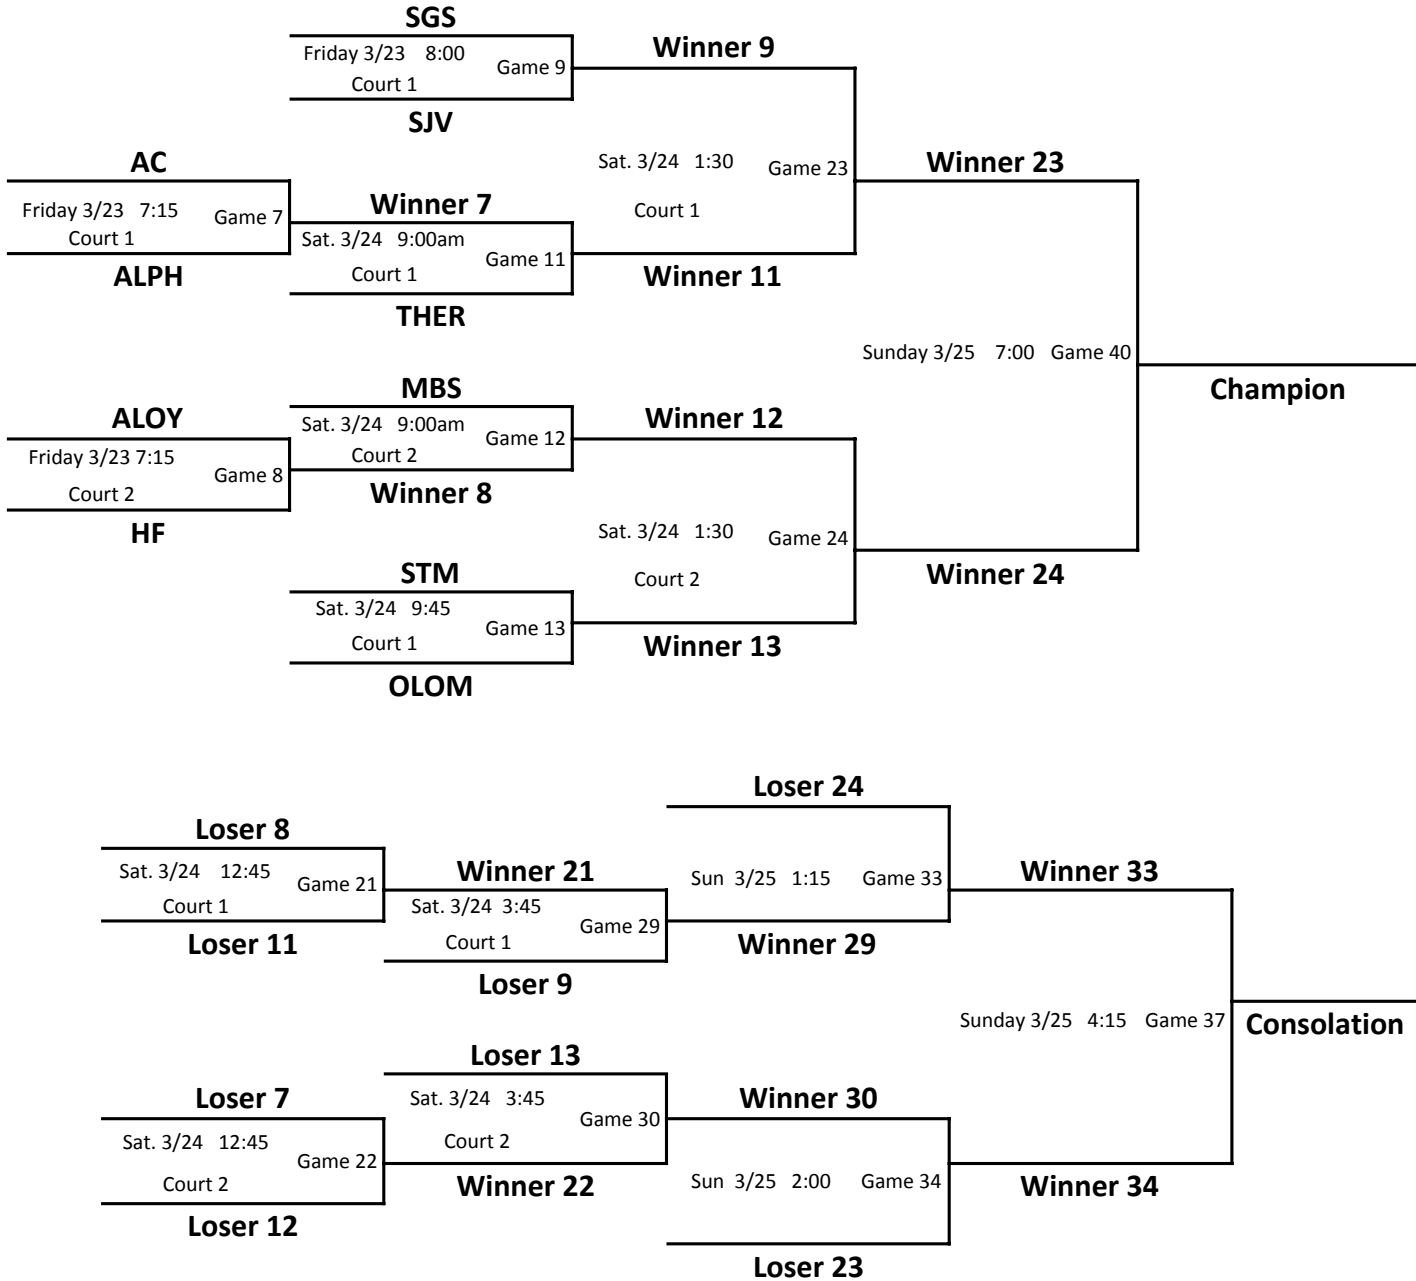 SGS
Friday 3/23 8:00
Game 9
Court 1
SJV
Winner 9
AC
Friday 3/23 7:15
Game 7
Court 1
ALPH
Winner 7
Sat. 3/24 9:00am
Game 11
Court 1
THER
Sat. 3/24 1:30
Game 23
Court 1
Winner 11
Winner 23
Sunday 3/25 7:00 Game 40
Champion
MBS
Sat. 3/24 9:00am
Game 12
Court 2
Winner 8
ALOY
Friday 3/23 7:15
Game 8
Court 2
HF
Winner 12
Sat. 3/24 1:30
Game 24
Court 2
Winner 13
Winner 24
STM
Sat. 3/24 9:45
Game 13
Court 1
OLOM
Loser 24
Loser 8
Sat. 3/24 12:45
Game 21
Court 1
Loser 11
Winner 21
Sat. 3/24 3:45
Game 29
Court 1
Loser 9
Sun 3/25 1:15 Game 33
Winner 29
Winner 33
Sunday 3/25 4:15 Game 37
Consolation
Loser 13
Sat. 3/24 3:45
Game 30
Court 2
Winner 22
Loser 7
Sat. 3/24 12:45
Game 22
Court 2
Loser 12
Winner 30
Sun 3/25 2:00 Game 34
Loser 23
Winner 34